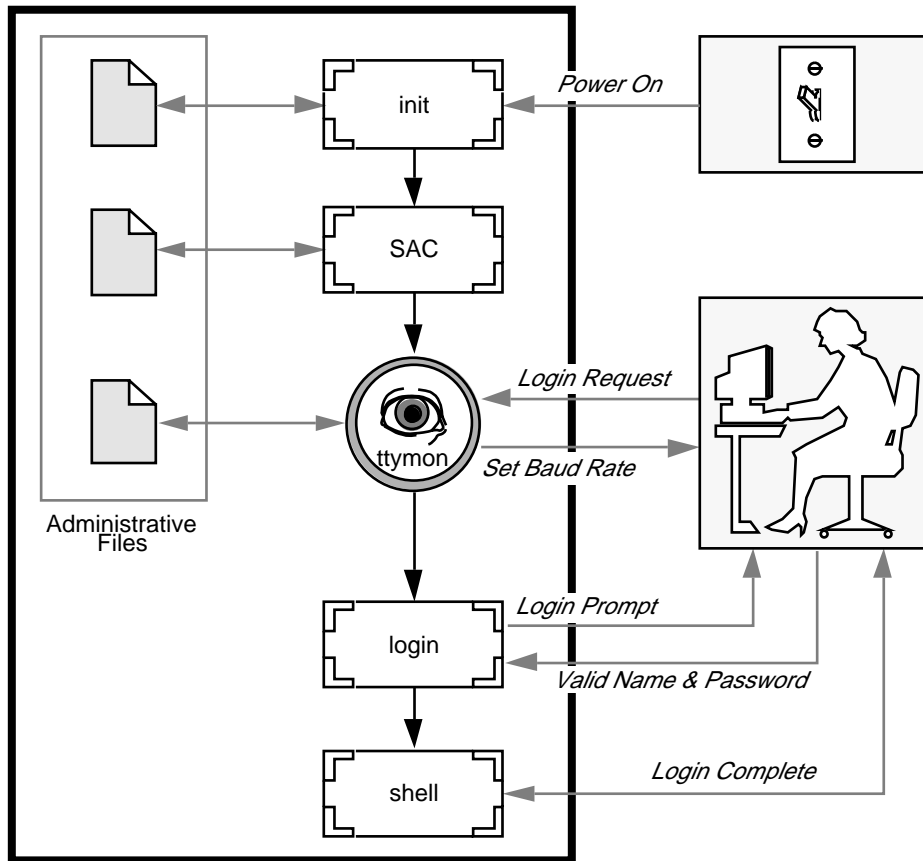 init
Power On
SAC
Login Request
ttymon
Set Baud Rate
Administrative
Files
Login Prompt
login
Valid Name & Password
Login Complete
shell